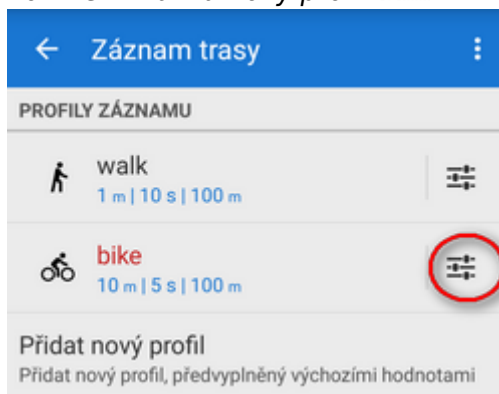 Záznam trasy
PROFILY ZÁZNAMU
walk
1 m | 10 s | 100 m
bike
10 m | 5 s | 100 m
Přidat nový profil
Přidat nový profil, předvyplněný výchozími hodnotami